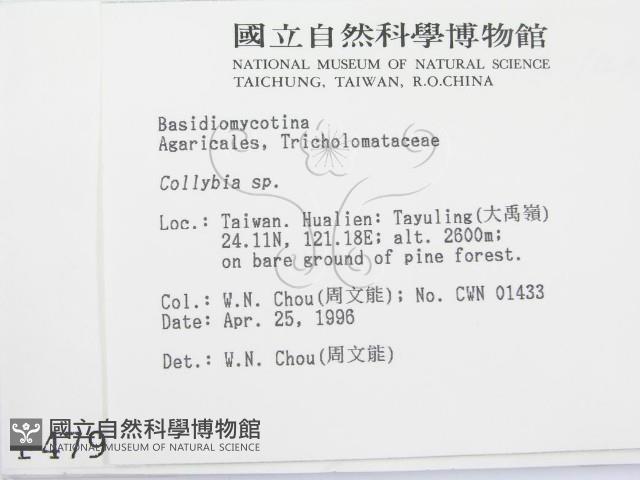 國立自然科學博物館
NATIONAL MUSEUM OF NATURAL SCIENCE
TAICHUNG, TAIWAN, R.O.CHINA
Basidiomycotina
Agaricales, Tricholomataceae
Collybia sp.
Loc.: Taiwan. Hualien: Tayuling(大禹嶺)
24.11N, 121.18E; alt. 2600m;
on bare ground of pine forest.
Col.: W.N. Chou(周文能); No. CWN 01433
Date: Apr. 25, 1996
Det.: W.N. Chou(周文能)
國立自然科學博物館
NATIONAL MUSEUM OF NATURAL SCIENCE
479